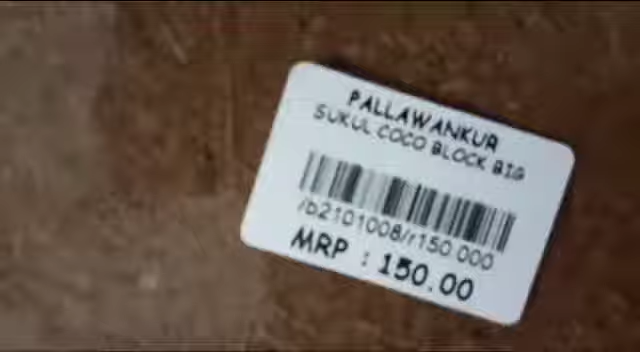 PALLAWANKUR
SUKUL COCO BLOCK BIG
/b2101008/r150.000
MRP : 150.00